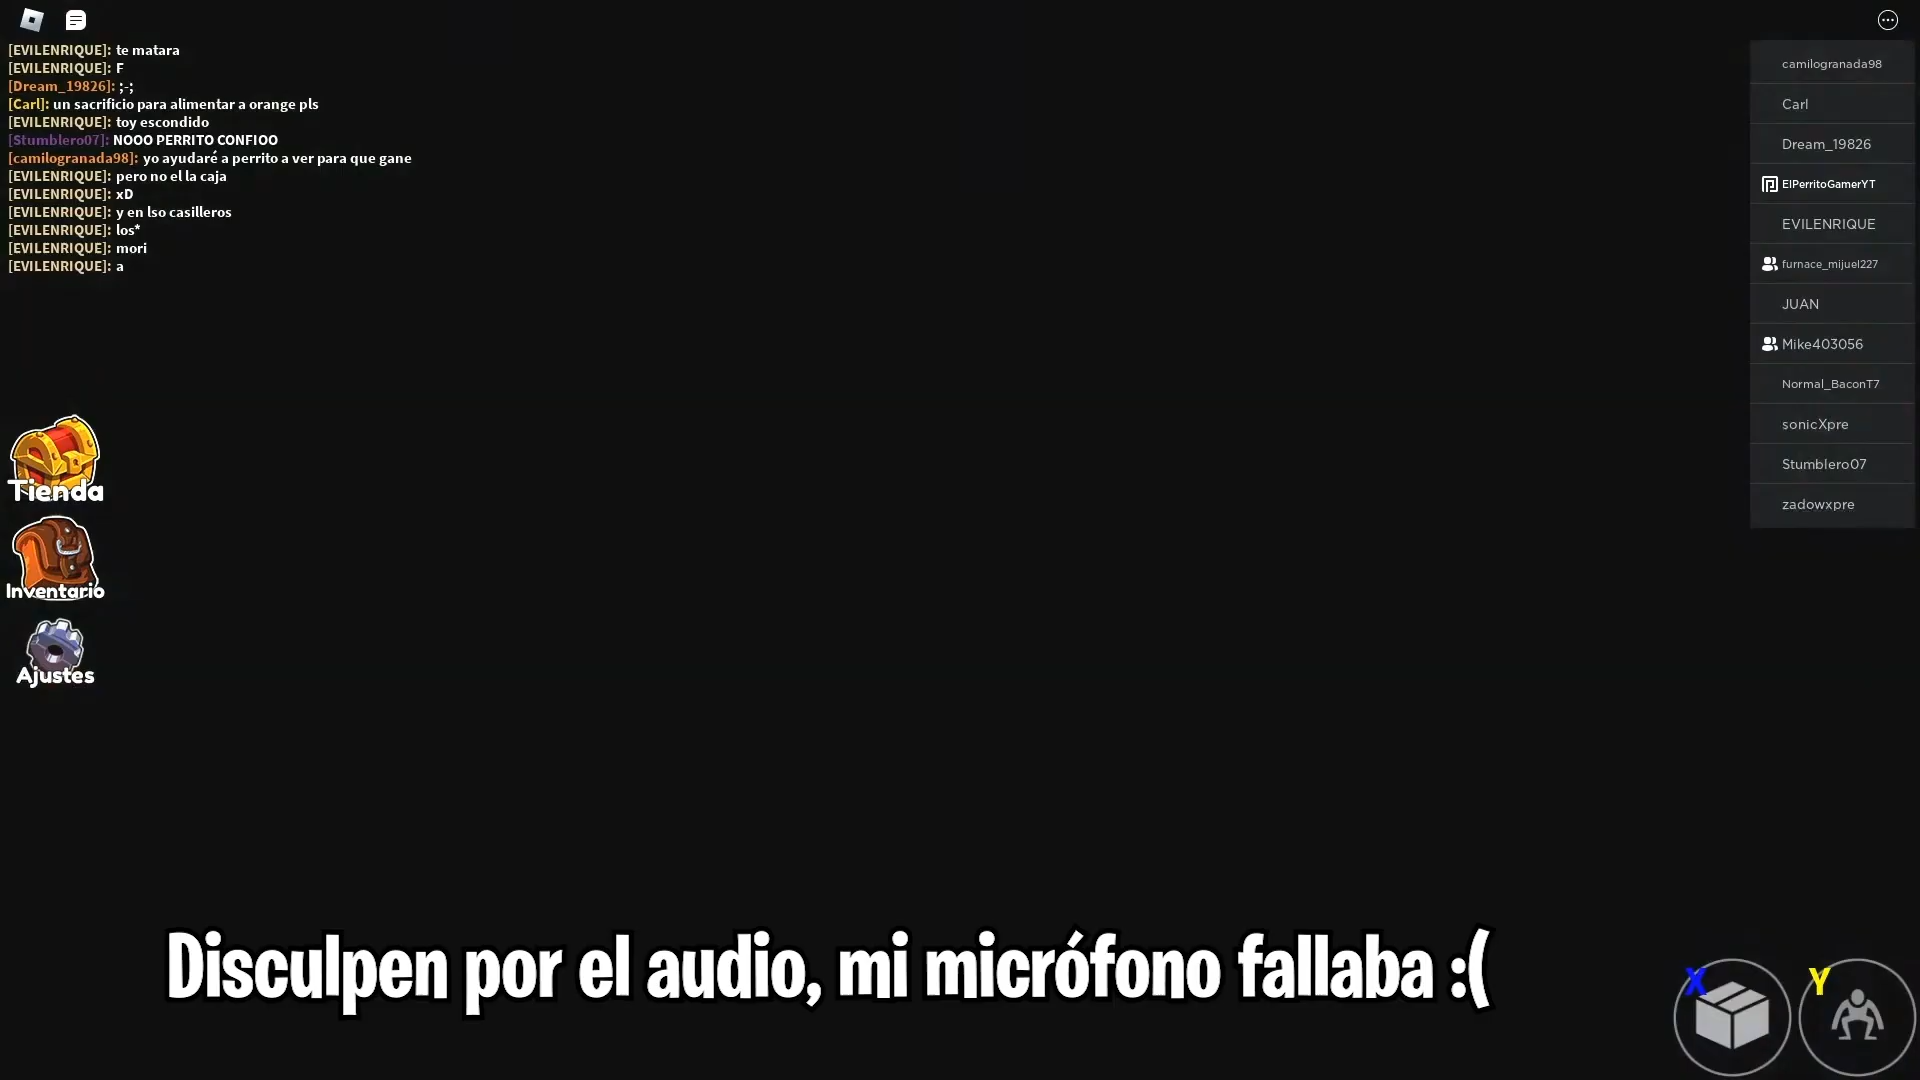 [EVILENRIQUE]: te matara
[EVILENRIQUE]: F
[Dream_19826]: ;-;
[Carl]: un sacrificio para alimentar a orange pls
[EVILENRIQUE]: toy escondido
[Stumblero07]: NOOO PERRITO CONFIOO
[camilogranada98]: yo ayudaré a perrito a ver para que gane
[EVILENRIQUE]: pero no el la caja
[EVILENRIQUE]: xD
[EVILENRIQUE]: y en lso casilleros
[EVILENRIQUE]: los*
[EVILENRIQUE]: mori
[EVILENRIQUE]: a
camilogranada98
Carl
Dream_19826
ElPerritoGamerYT
EVILENRIQUE
furnace_mijuel227
JUAN
Mike403056
Normal_BaconT7
sonicXpre
Stumblero07
zadowxpre
Tienda
Inventario
Ajustes
Disculpen por el audio, mi micrófono fallaba :(
X
Y